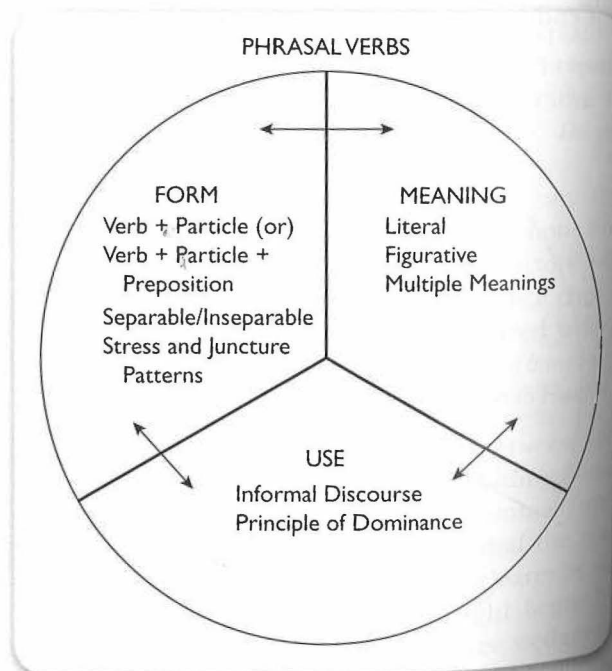 PHRASAL VERBS
FORM
Verb + Particle (or)
Verb + Particle +
Preposition
Separable/Inseparable
Stress and Juncture
Patterns
MEANING
Literal
Figurative
Multiple Meanings
USE
Informal Discourse
Principle of Dominance